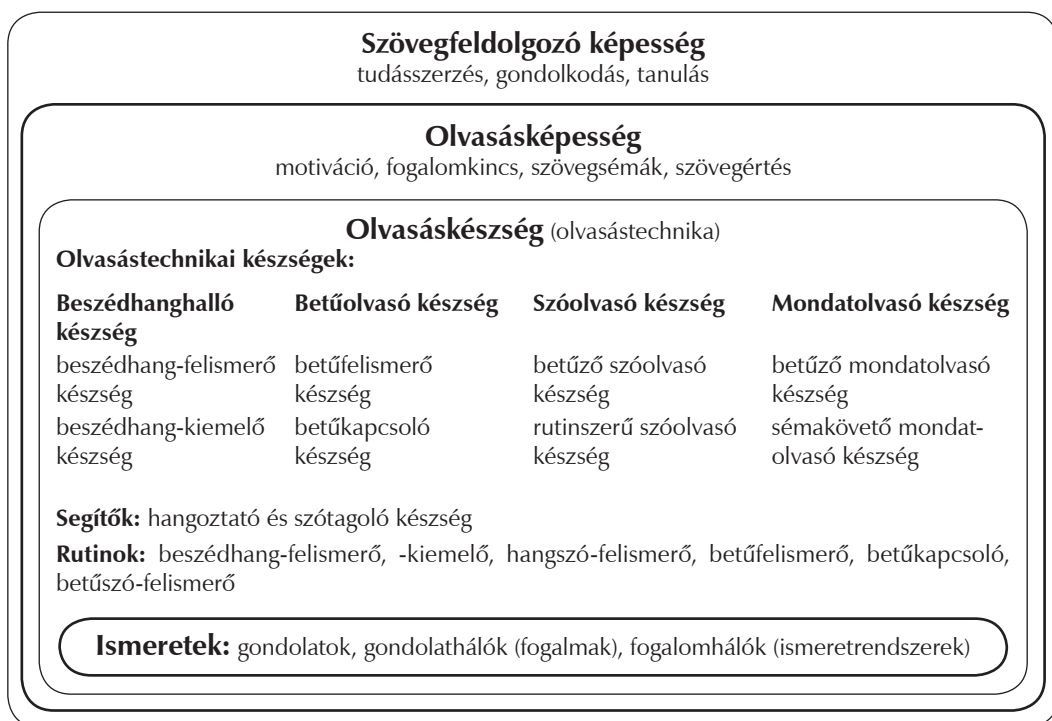 Szövegfeldolgozó képesség
tudásszerzés, gondolkodás, tanulás
Olvasásképesség
motiváció, fogalomkincs, szövegsémák, szövegértés
Olvasáskészség (olvasástechnika)
Olvasástechnikai készségek:
Beszédhanghalló
készség
beszédhang-felismerő
készség
beszédhang-kiemelő
készség
Betűolvasó készség
betűfelismerő
készség
betűkapcsoló
készség
Szóolvasó készség
betűző szóolvasó
készség
rutinszerű szóolvasó
készség
Mondatolvasó készség
betűző mondatolvasó
készség
sémakövető mondat-
olvasó készség
Segítők: hangoztató és szótagoló készség
Rutinok: beszédhang-felismerő, -kiemelő, hangszó-felismerő, betűfelismerő, betűkapcsoló,
betűszó-felismerő
Ismeretek: gondolatok, gondolathálók (fogalmak), fogalomhálók (ismeretrendszerek)